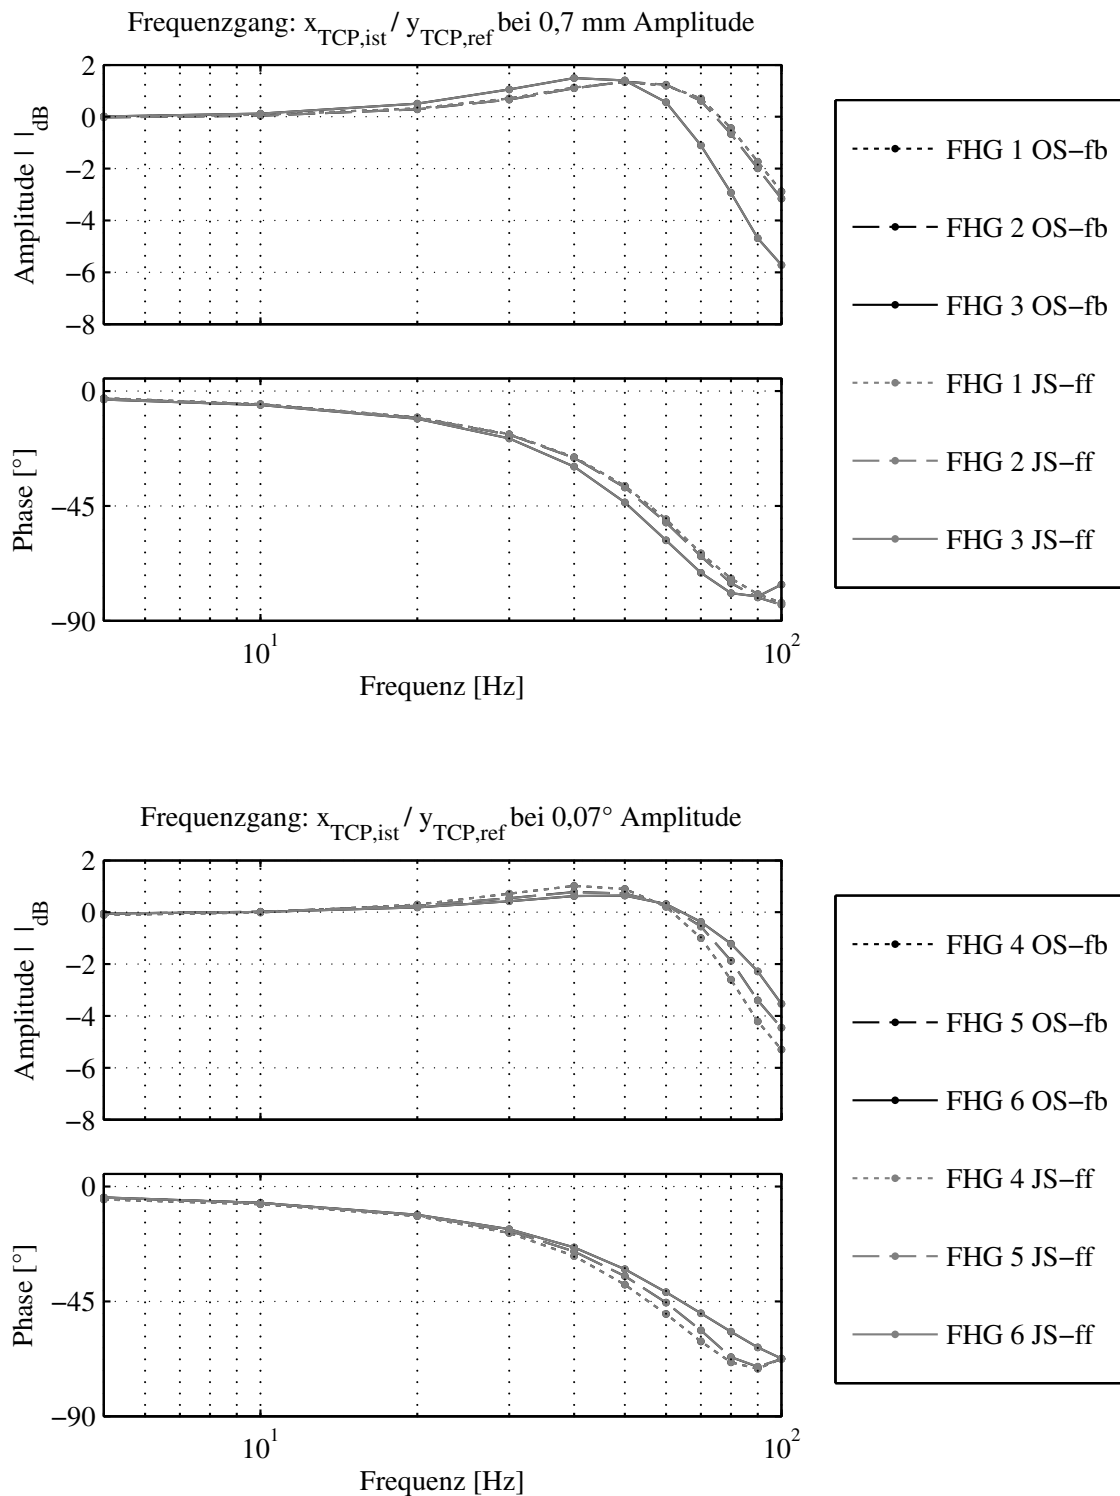 Frequenzgang: x_TCP,ist / y_TCP,ref bei 0,7 mm Amplitude
2
0
−2
−4
−6
−8
Amplitude | |_dB
0
−45
−90
Phase [°]
10^1
10^2
Frequenz [Hz]
FHG 1 OS−fb
FHG 2 OS−fb
FHG 3 OS−fb
FHG 1 JS−ff
FHG 2 JS−ff
FHG 3 JS−ff
Frequenzgang: x_TCP,ist / y_TCP,ref bei 0,07° Amplitude
2
0
−2
−4
−6
−8
Amplitude | |_dB
0
−45
−90
Phase [°]
10^1
10^2
Frequenz [Hz]
FHG 4 OS−fb
FHG 5 OS−fb
FHG 6 OS−fb
FHG 4 JS−ff
FHG 5 JS−ff
FHG 6 JS−ff